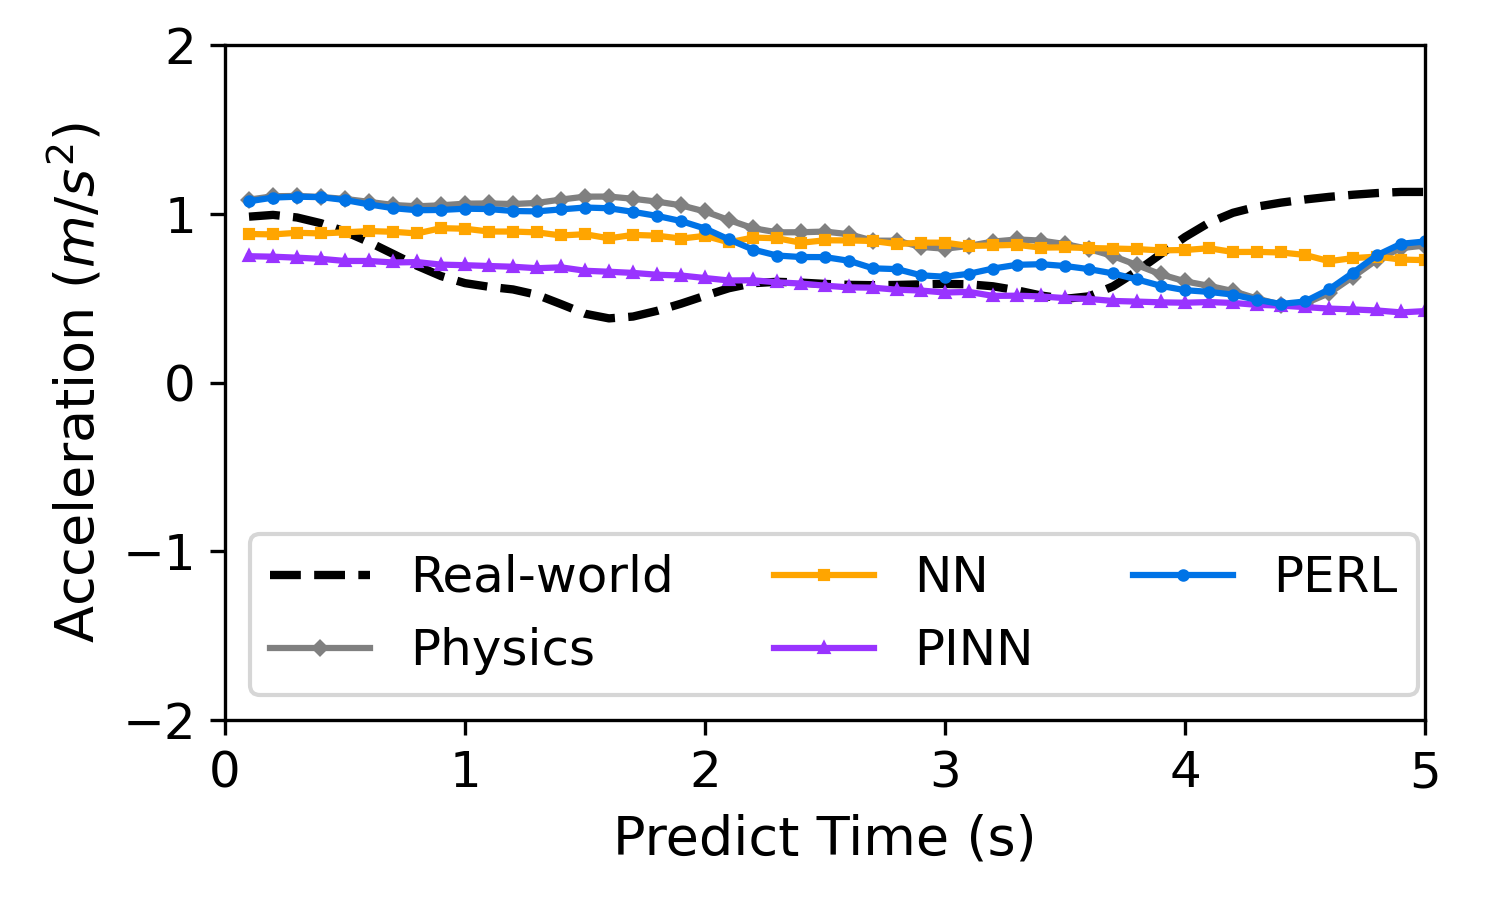 2
1
0
−1
−2
Acceleration (m/s²)
Real-world
Physics
NN
PINN
PERL
0 1 2 3 4 5
Predict Time (s)